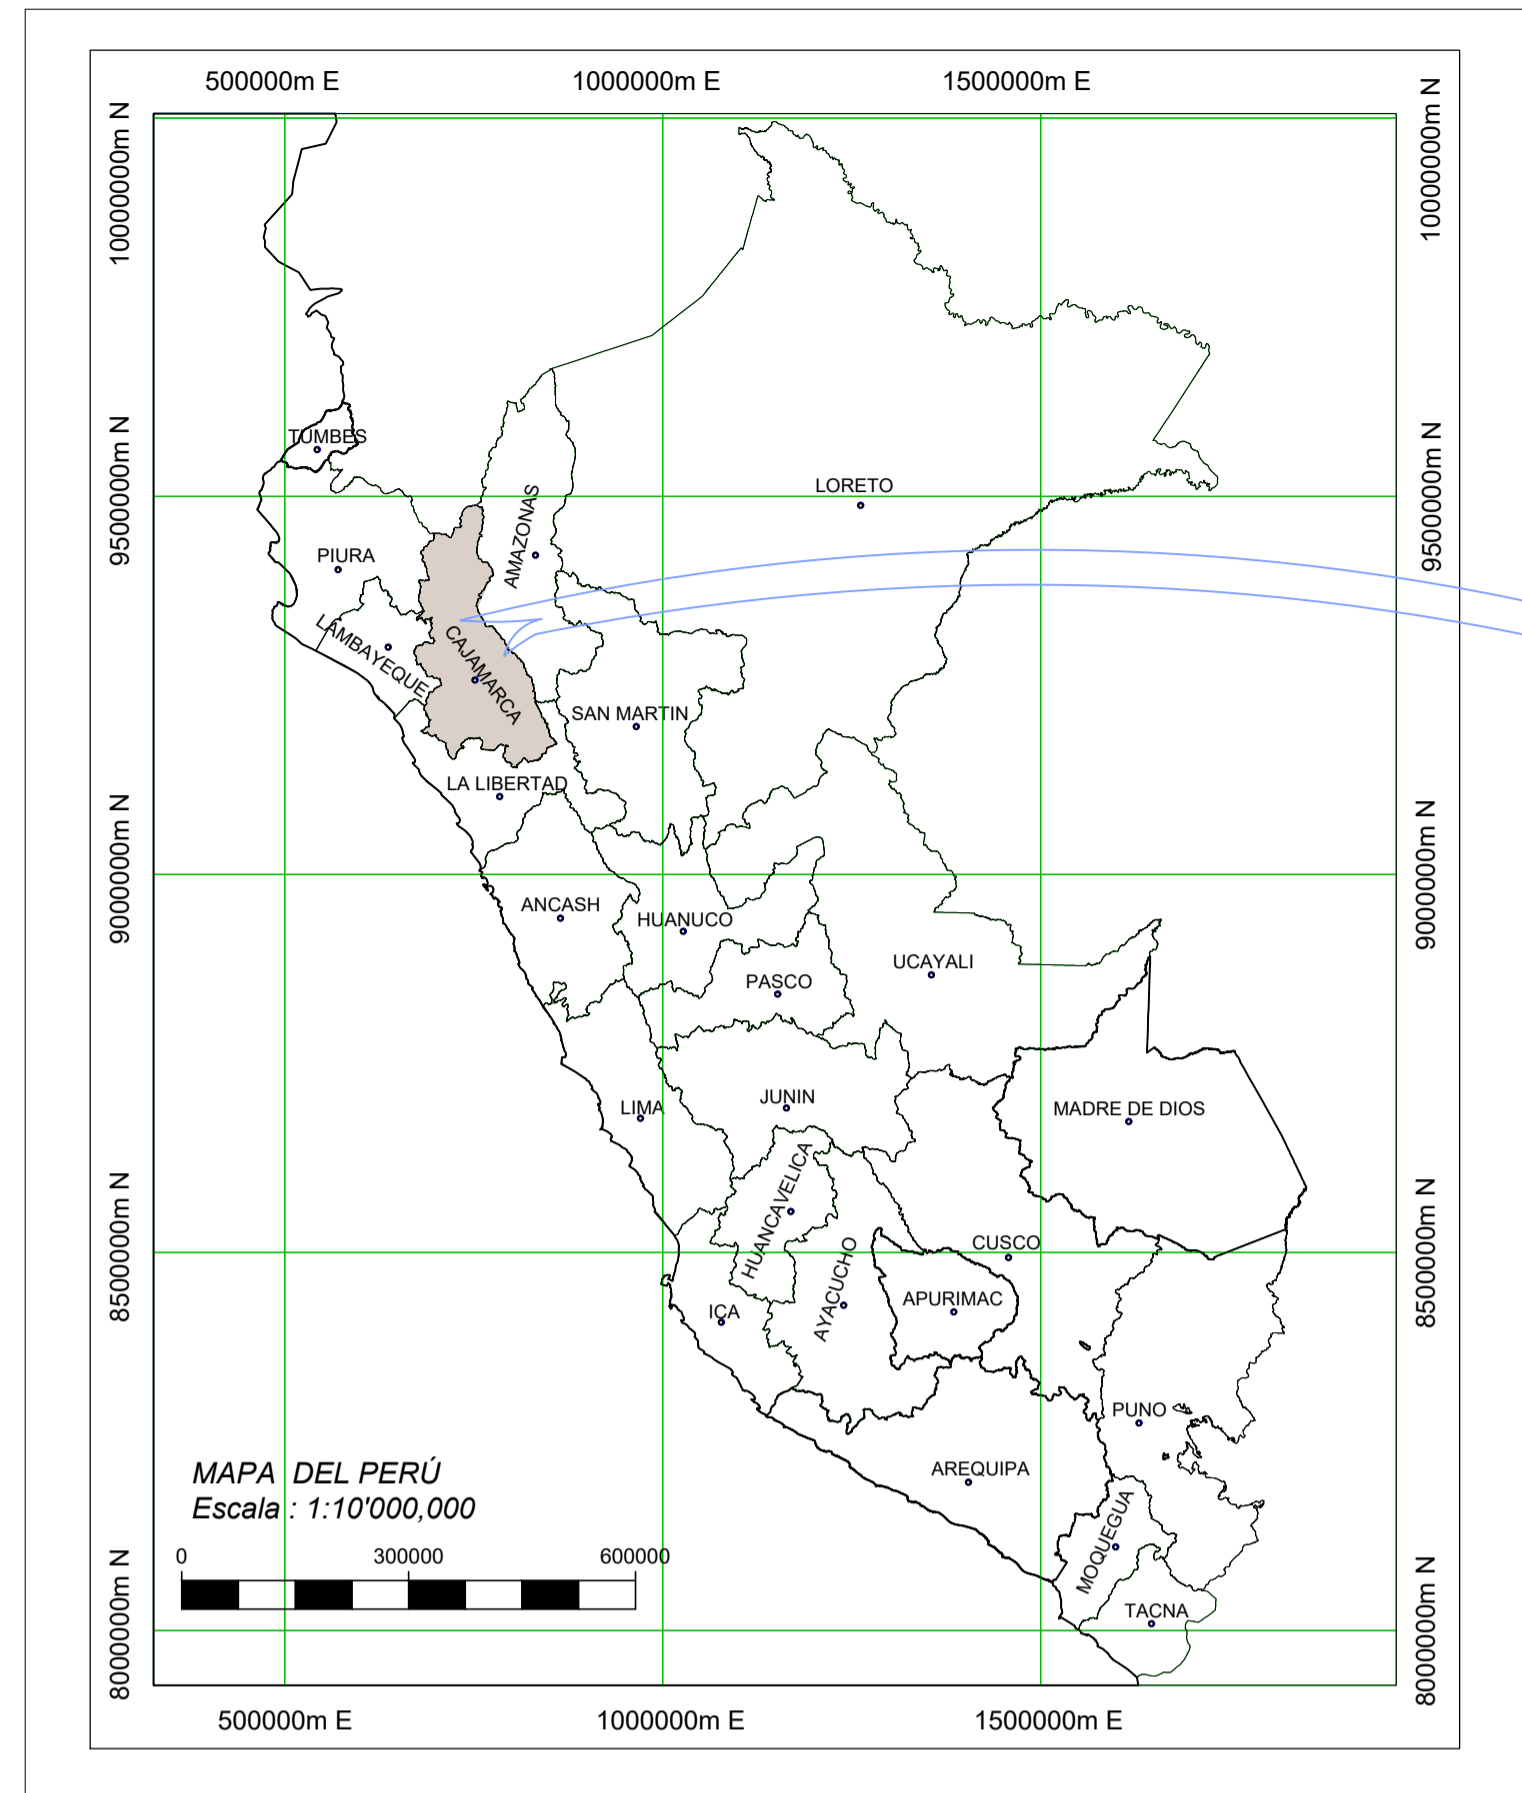 500000m E 1000000m E 1500000m E
10000000m N 10000000m N
TUMBES
9500000m N 9500000m N
LORETO
AMAZONAS
PIURA
LAMBAYEQUE
CAJAMARCA
SAN MARTIN
LA LIBERTAD
9000000m N 9000000m N
ANCASH
HUANUCO
UCAYALI
PASCO
JUNIN
LIMA
MADRE DE DIOS
HUANCAVELICA
8500000m N 8500000m N
CUSCO
AYACUCHO
APURIMAC
ICA
PUNO
AREQUIPA
MAPA DEL PERÚ
Escala : 1:10'000,000
MOQUEGUA
0 300000 600000
TACNA
8000000m N 8000000m N
500000m E 1000000m E 1500000m E